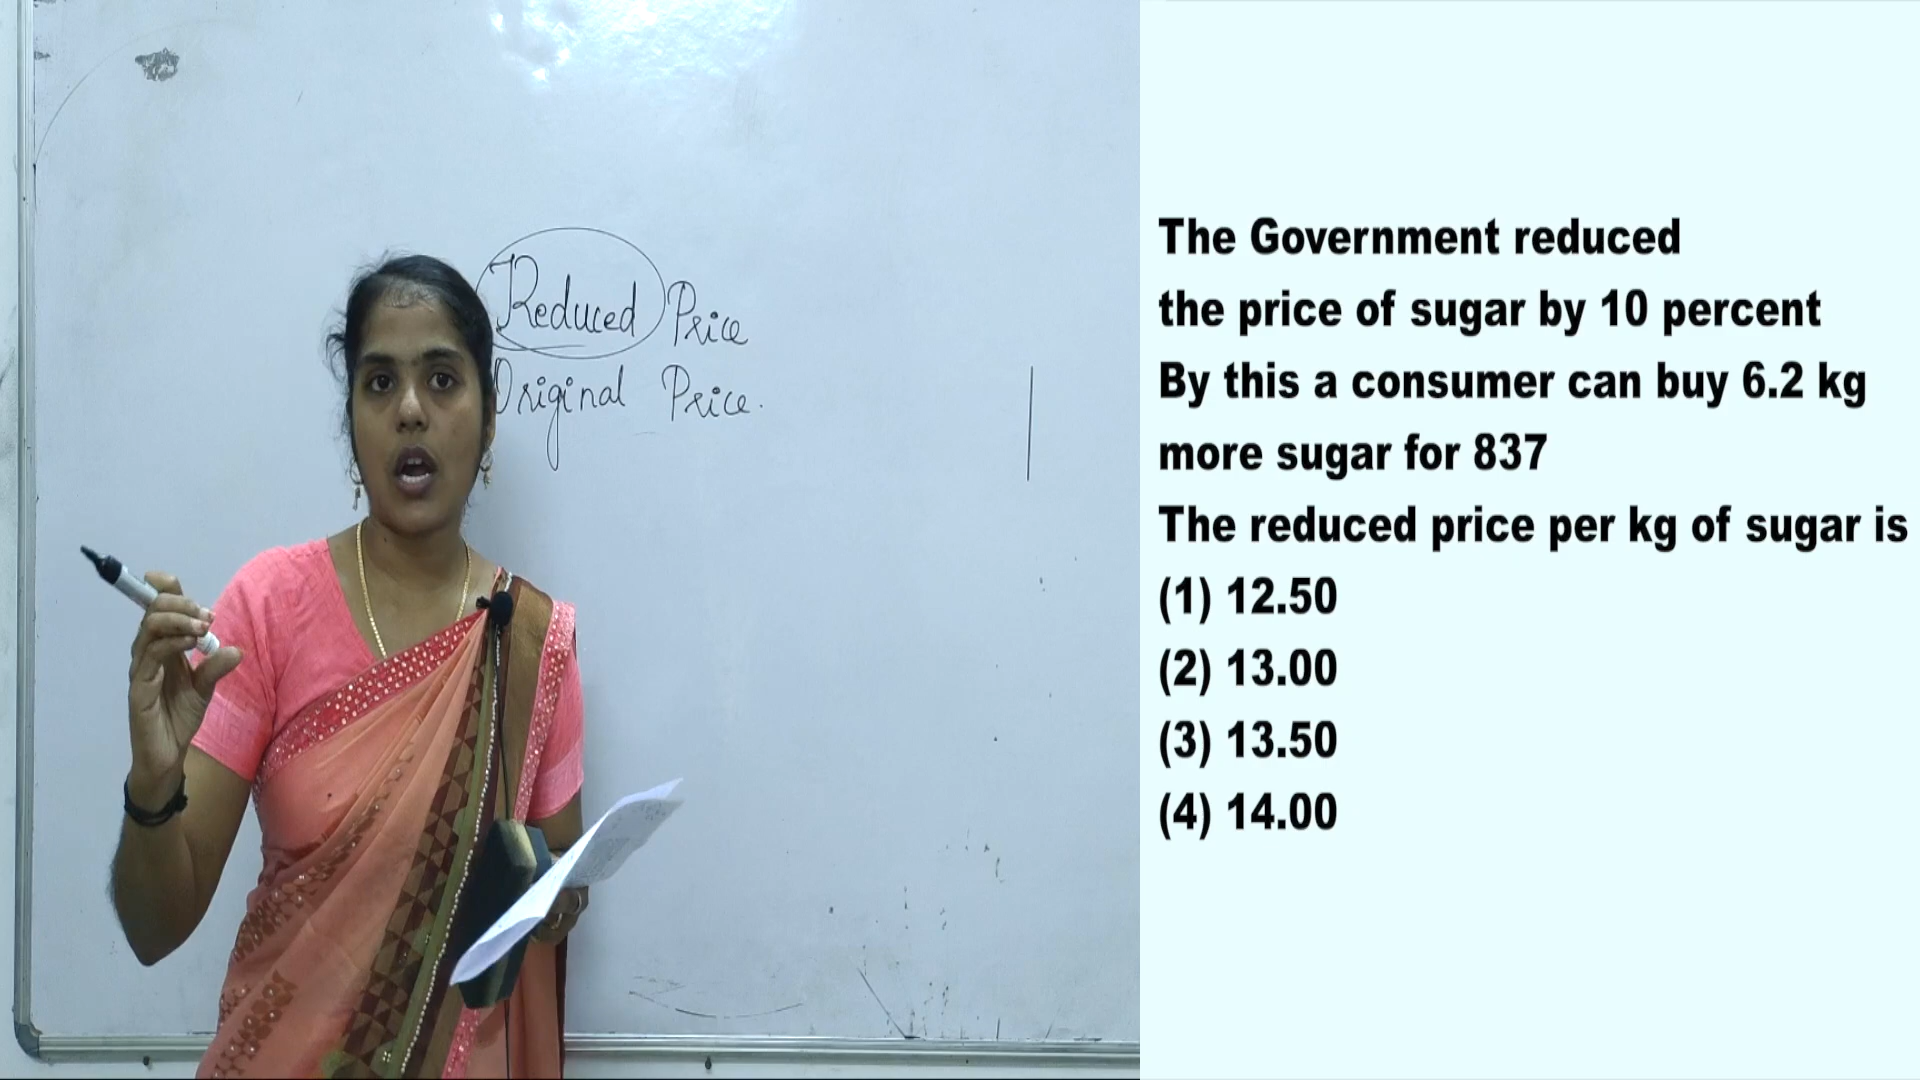 Reduced Price
Original Price.
The Government reduced
the price of sugar by 10 percent
By this a consumer can buy 6.2 kg
more sugar for 837
The reduced price per kg of sugar is
(1) 12.50
(2) 13.00
(3) 13.50
(4) 14.00